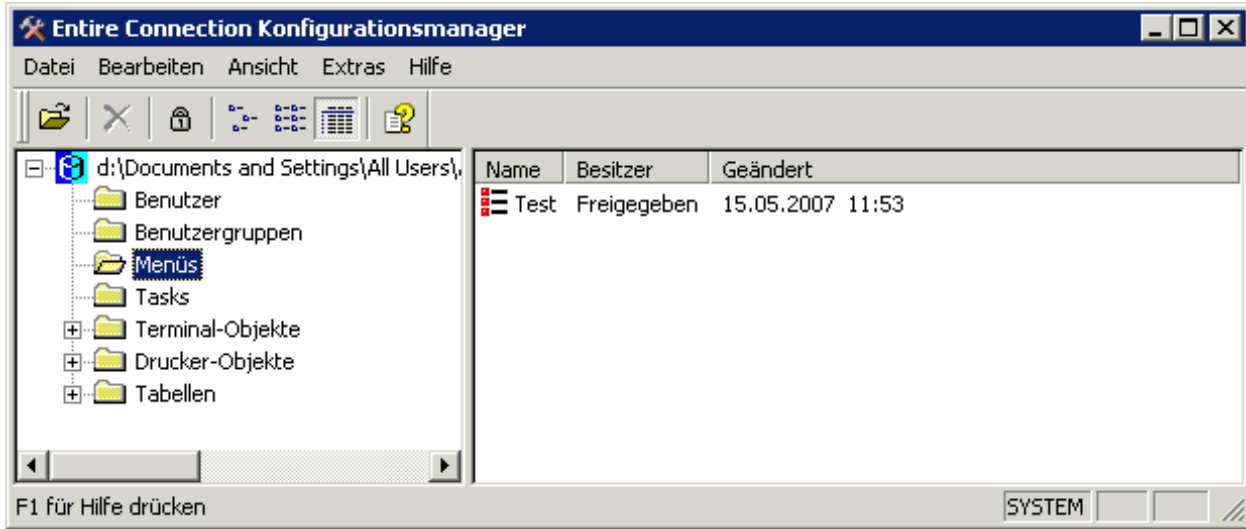 Entire Connection Konfigurationsmanager
Datei Bearbeiten Ansicht Extras Hilfe
d:\Documents and Settings\All Users\
Benutzer
Benutzergruppen
Menüs
Tasks
Terminal-Objekte
Drucker-Objekte
Tabellen
Name Besitzer Geändert
Test Freigegeben 15.05.2007 11:53
F1 für Hilfe drücken
SYSTEM